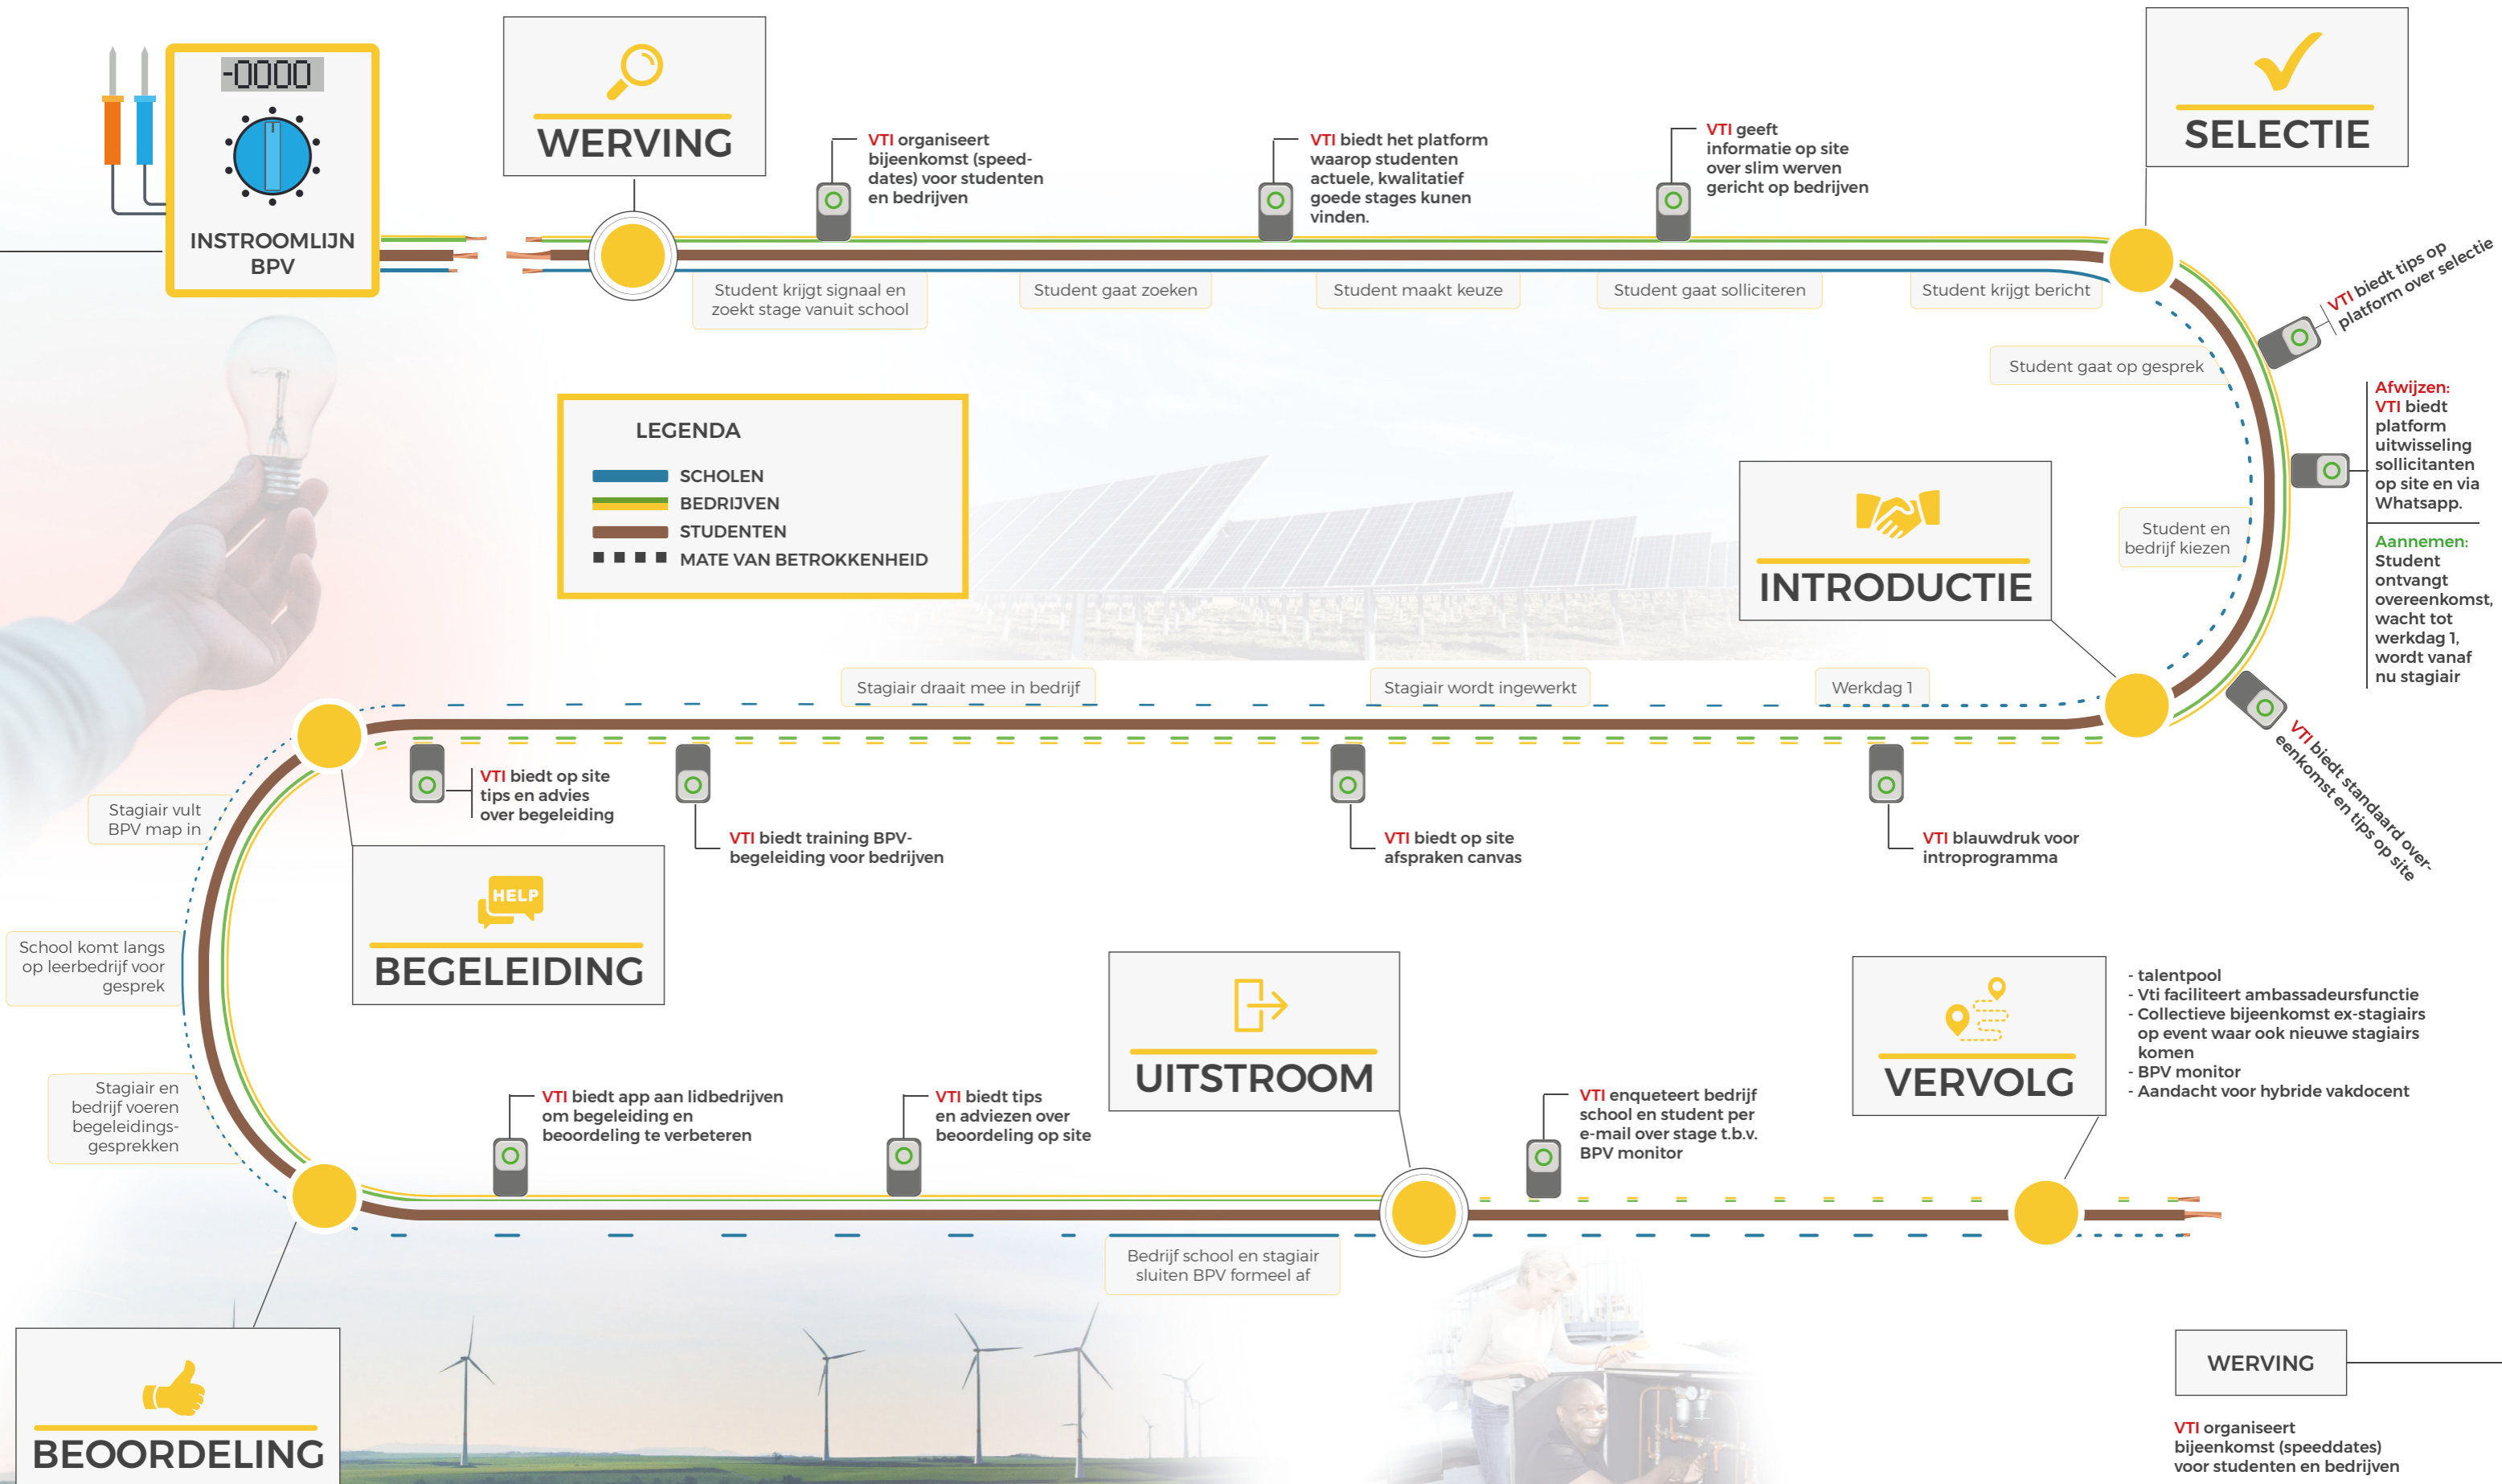 -0000
INSTROOMLIJN
BPV
WERVING
VTI organiseert
bijeenkomst (speed-
dates) voor studenten
en bedrijven
VTI biedt het platform
waarop studenten
actuele, kwalitatief
goede stages kunen
vinden.
VTI geeft
informatie op site
over slim werven
gericht op bedrijven
SELECTIE
Student krijgt signaal en
zoekt stage vanuit school
Student gaat zoeken
Student maakt keuze
Student gaat solliciteren
Student krijgt bericht
VTI biedt tips op
platform over selectie
Student gaat op gesprek
Afwijzen:
VTI biedt
platform
uitwisseling
sollicitanten
op site en via
Whatsapp.
Aannemen:
Student
ontvangt
overeenkomst,
wacht tot
werkdag 1,
wordt vanaf
nu stagiair
Student en
bedrijf kiezen
LEGENDA
SCHOLEN
BEDRIJVEN
STUDENTEN
MATE VAN BETROKKENHEID
INTRODUCTIE
VTI biedt standaard over-
eenkomst en tips op site
Werkdag 1
Stagiair wordt ingewerkt
Stagiair draait mee in bedrijf
VTI blauwdruk voor
introprogramma
VTI biedt op site
afspraken canvas
VTI biedt training BPV-
begeleiding voor bedrijven
VTI biedt op site
tips en advies
over begeleiding
HELP
BEGELEIDING
Stagiair vult
BPV map in
School komt langs
op leerbedrijf voor
gesprek
Stagiair en
bedrijf voeren
begeleidings-
gesprekken
BEOORDELING
VTI biedt app aan lidbedrijven
om begeleiding en
beoordeling te verbeteren
VTI biedt tips
en adviezen over
beoordeling op site
Bedrijf school en stagiair
sluiten BPV formeel af
UITSTROOM
VTI enqueteert bedrijf
school en student per
e-mail over stage t.b.v.
BPV monitor
VERVOLG
- talentpool
- Vti faciliteert ambassadeursfunctie
- Collectieve bijeenkomst ex-stagiairs
op event waar ook nieuwe stagiairs
komen
- BPV monitor
- Aandacht voor hybride vakdocent
WERVING
VTI organiseert
bijeenkomst (speeddates)
voor studenten en bedrijven